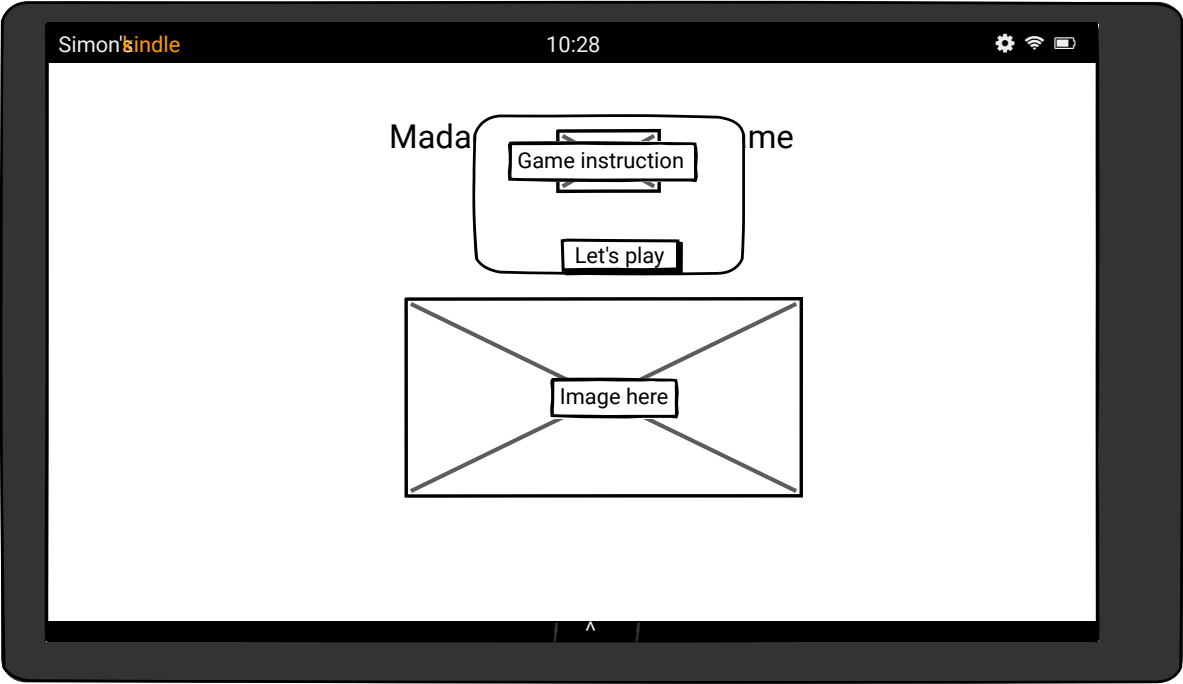 Simon's kindle 10:28
Mada me
Game instruction
Let's play
Image here